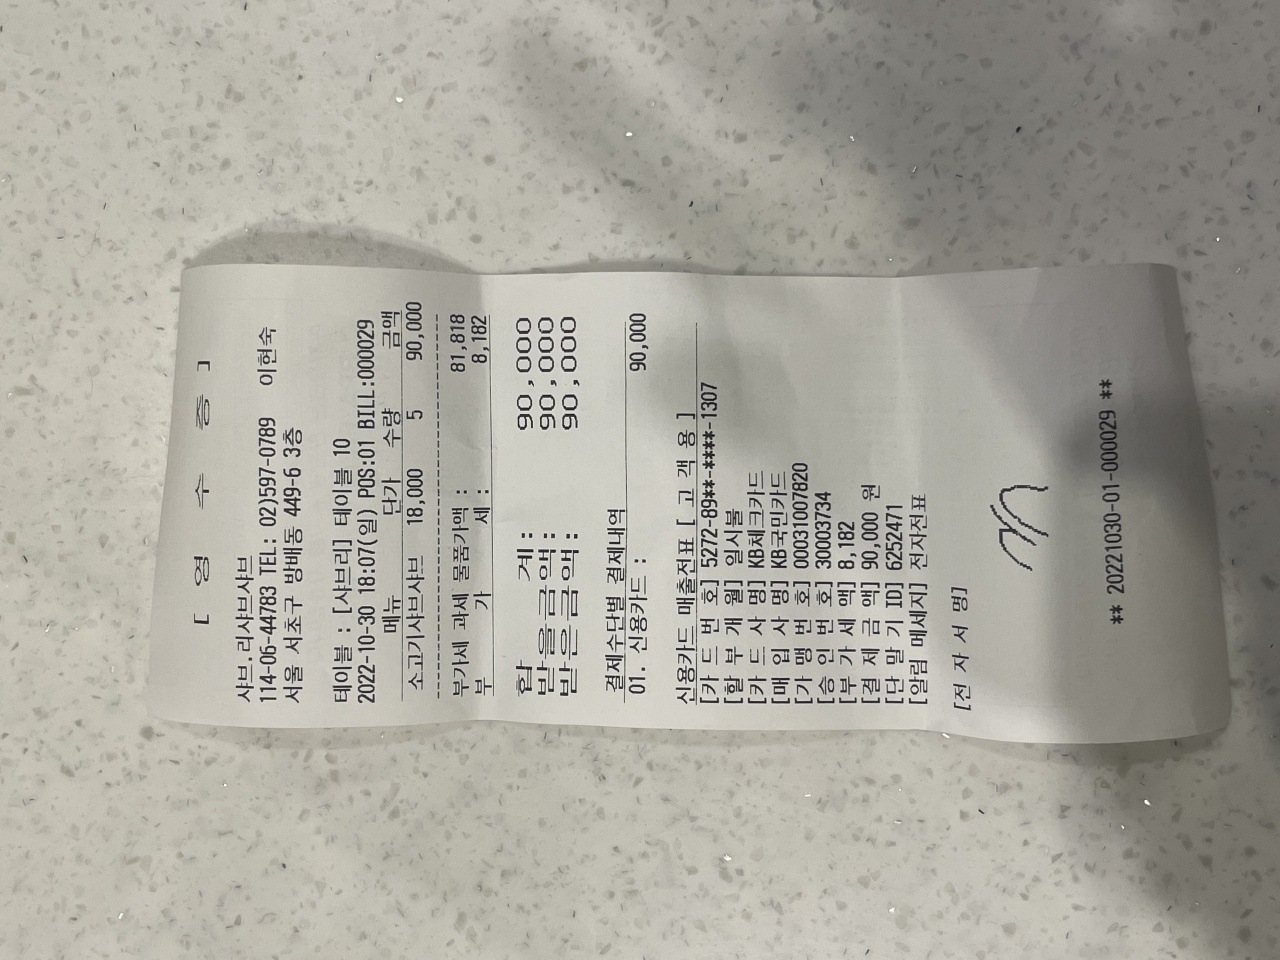 [ 영 수 증 ]
샤브.리샤브샤브
114-06-44783 TEL: 02)597-0789 이현숙
서울 서초구 방배동 449-6 3층
테이블 : [샤브리] 테이블 10
2022-10-30 18:07(일) POS:01 BILL:000029
메뉴 단가 수량 금액
소고기샤브샤브 18,000 5 90,000
부가세 과세 물품가액 : 81,818
부 가 세 : 8,182
합 계 : 90,000
받을금액: 90,000
받은금액: 90,000
결제수단별 결제내역
01. 신용카드 : 90,000
신용카드 매출전표 [ 고 객 용 ]
[카 드 번 호] 5272-89**-****-1307
[할 부 개 월] 일시불
[카 드 사 명] KB체크카드
[매 입 사 명] KB국민카드
[가 맹 번 호] 00031007820
[승 인 번 호] 30003734
[부 가 세 액] 8,182
[결 제 금 액] 90,000 원
[단 말 기 ID] 6252471
[알림 메세지] 전자전표
[전 자 서 명]
** 20221030-01-000029 **